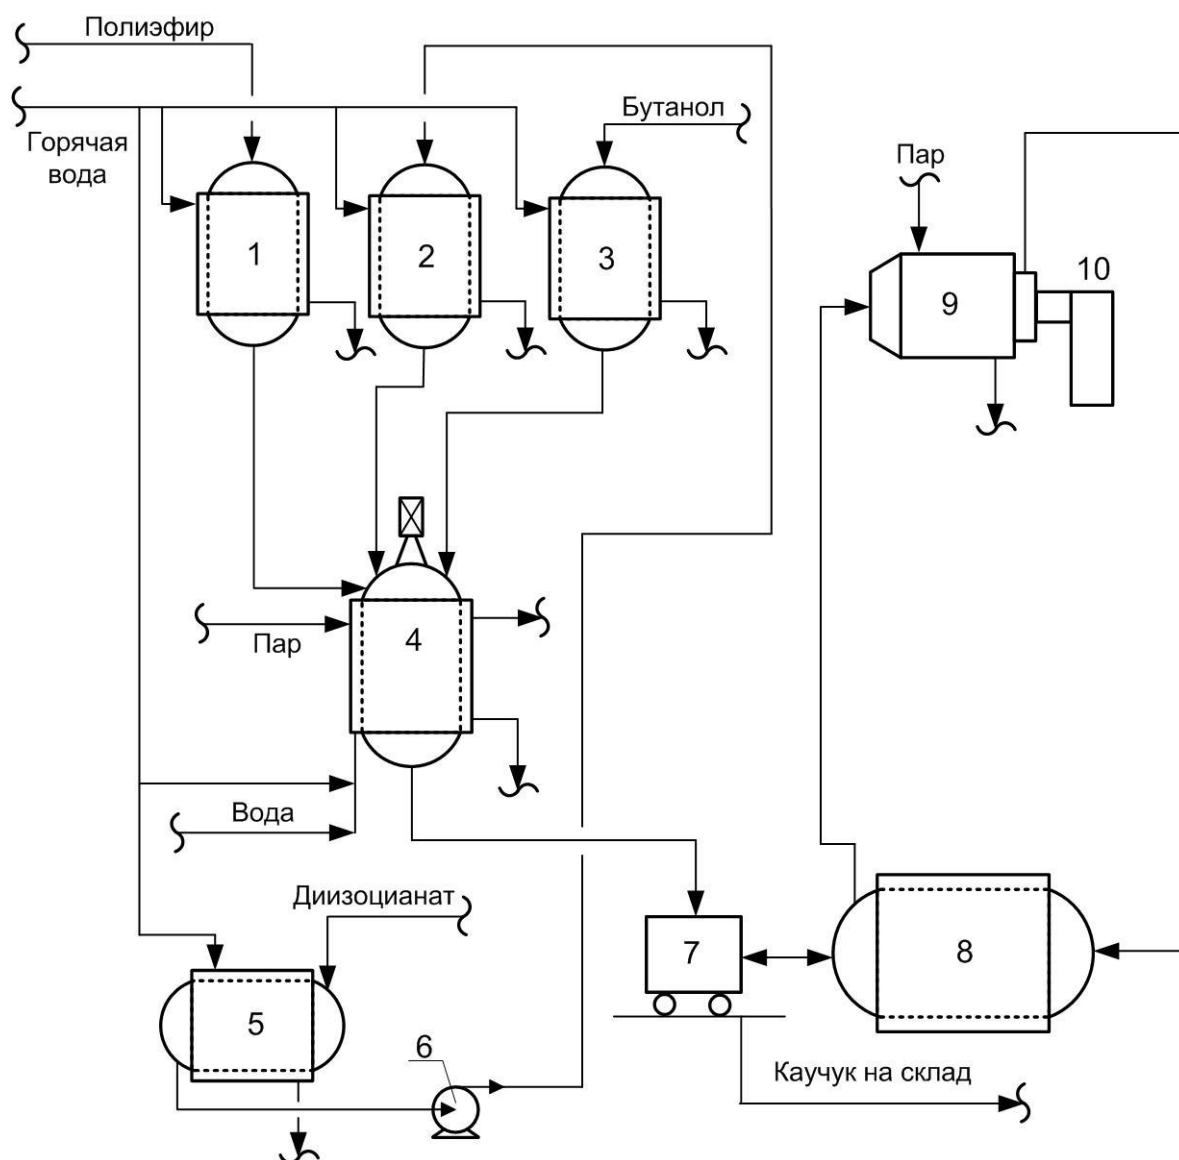 Полиэфир
Горячая
вода
Бутанол
Пар
1
2
3
9
10
4
Пар
Вода
Диизоцианат
5
6
7
8
Каучук на склад